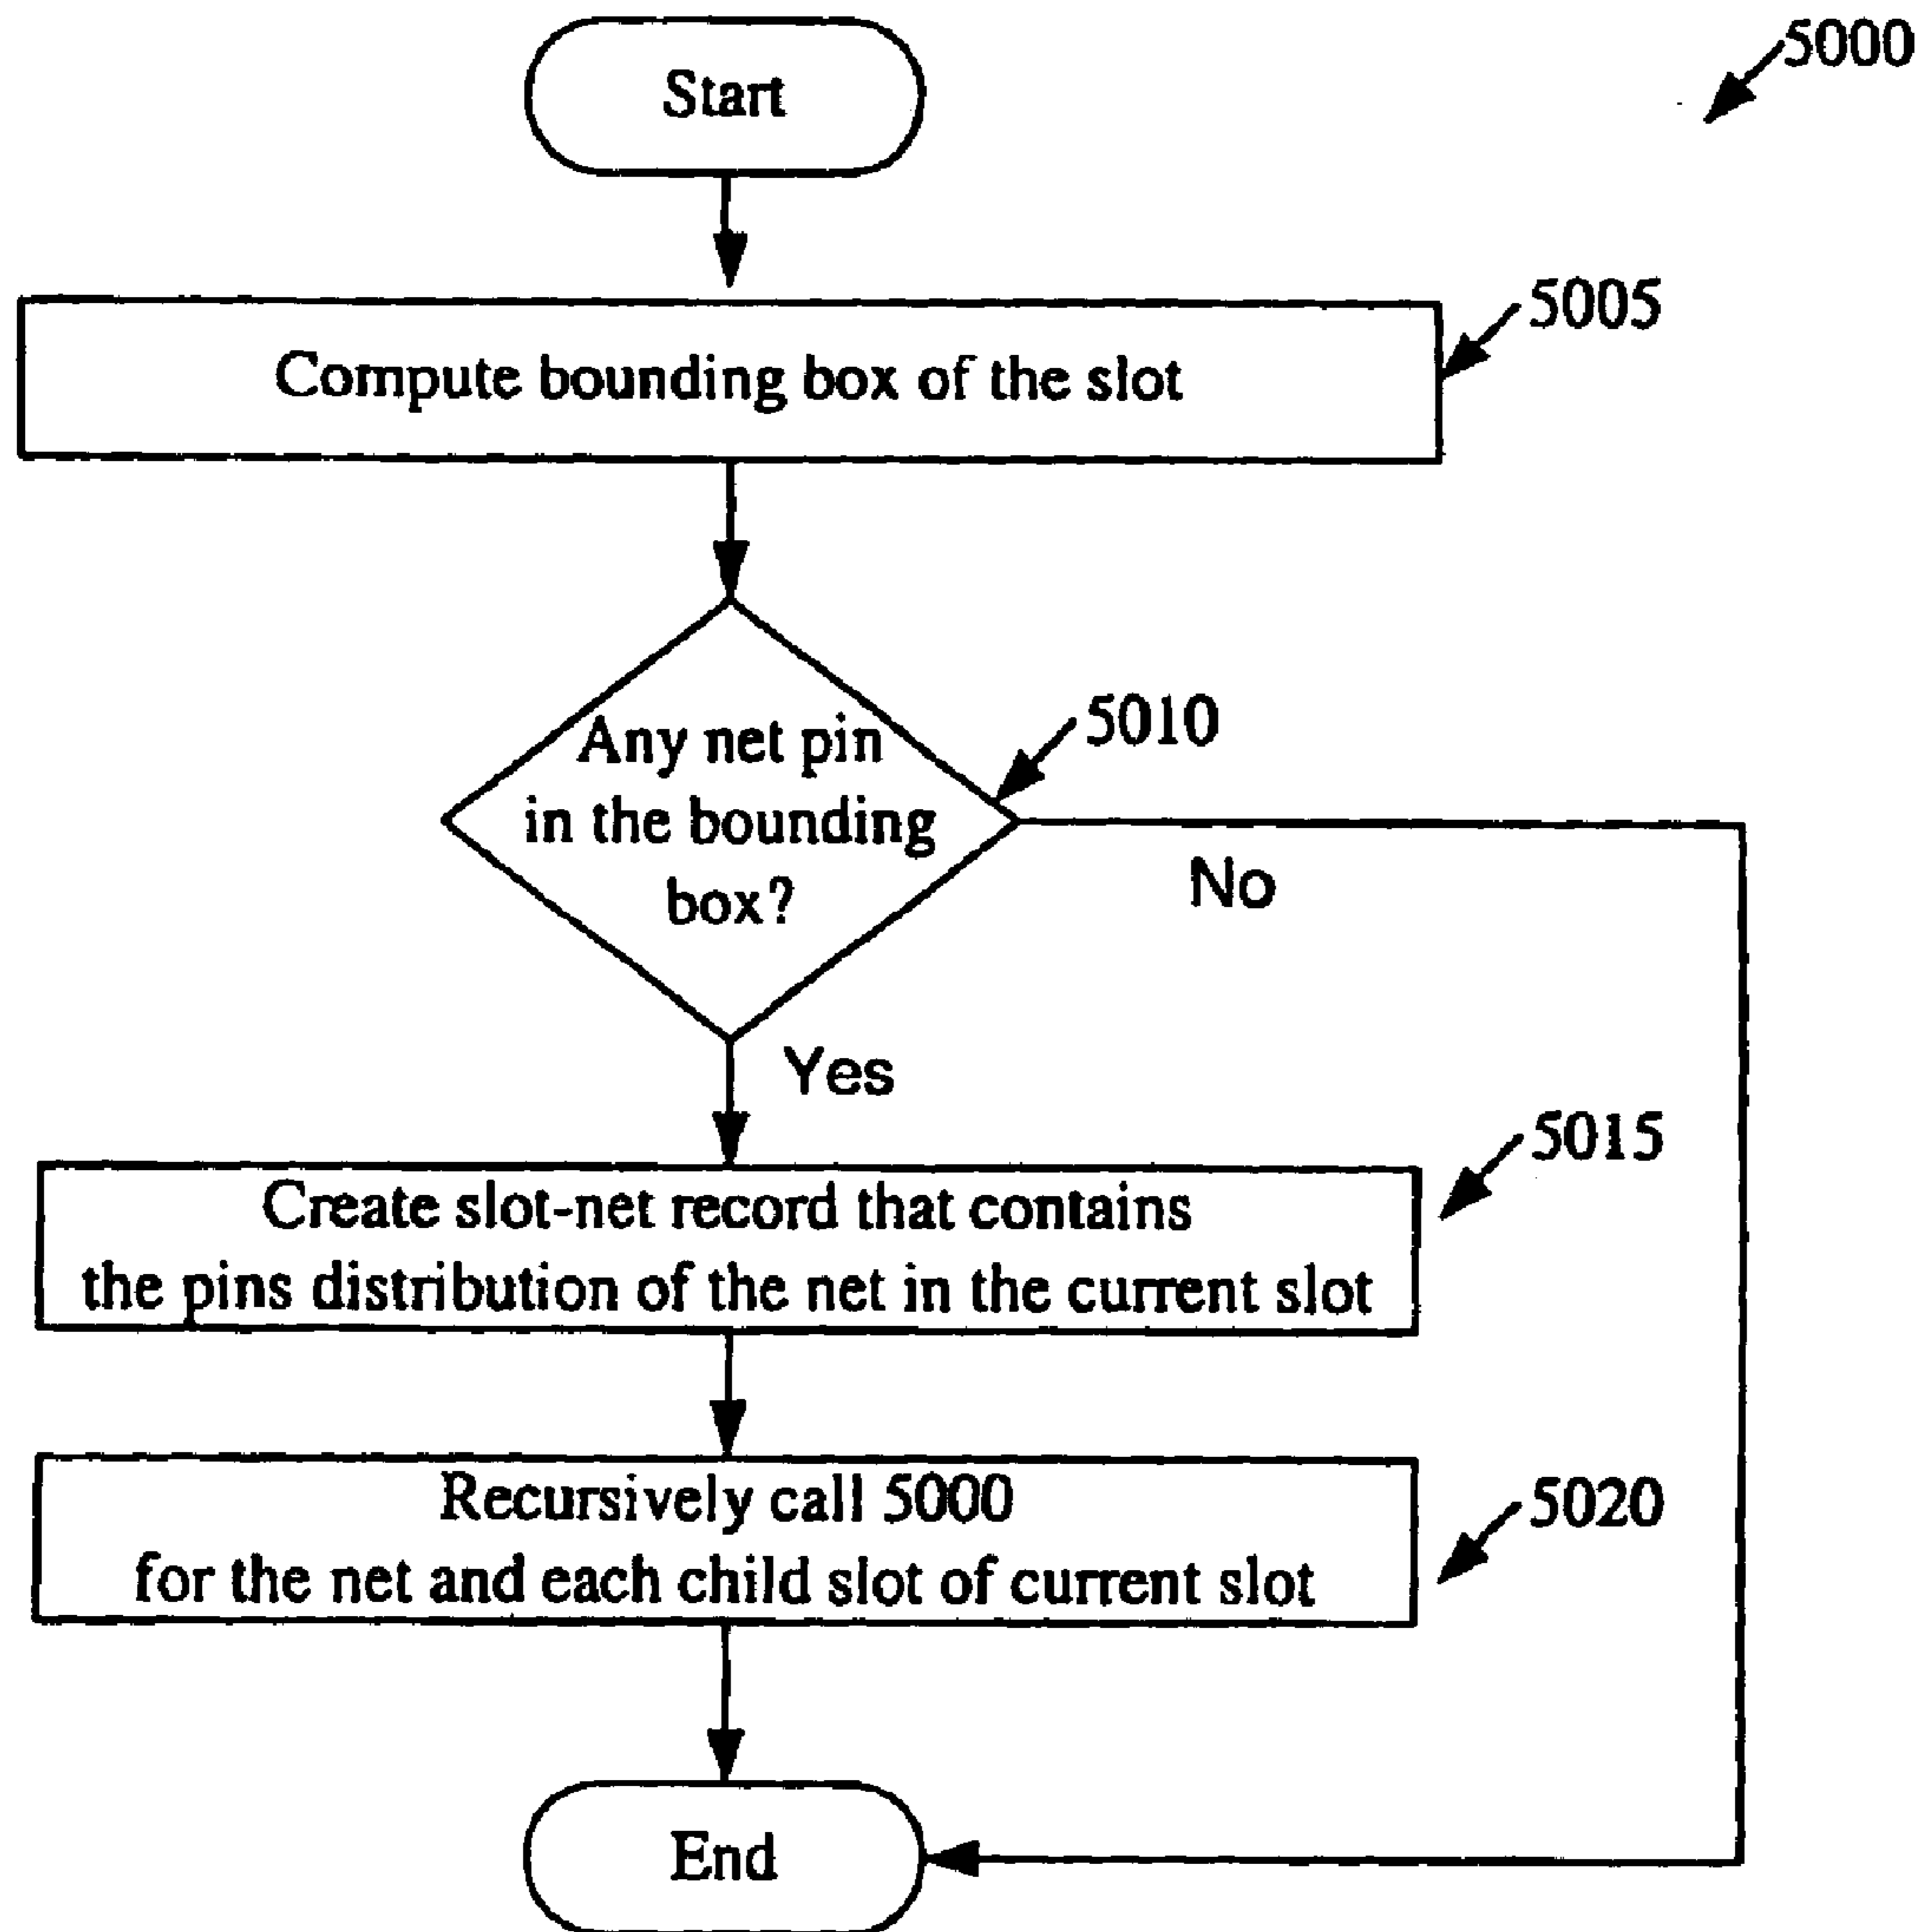 Start
5000
Compute bounding box of the slot
5005
Any net pin
in the bounding
box?
5010
No
Yes
Create slot-net record that contains
the pins distribution of the net in the current slot
5015
Recursively call 5000
for the net and each child slot of current slot
5020
End